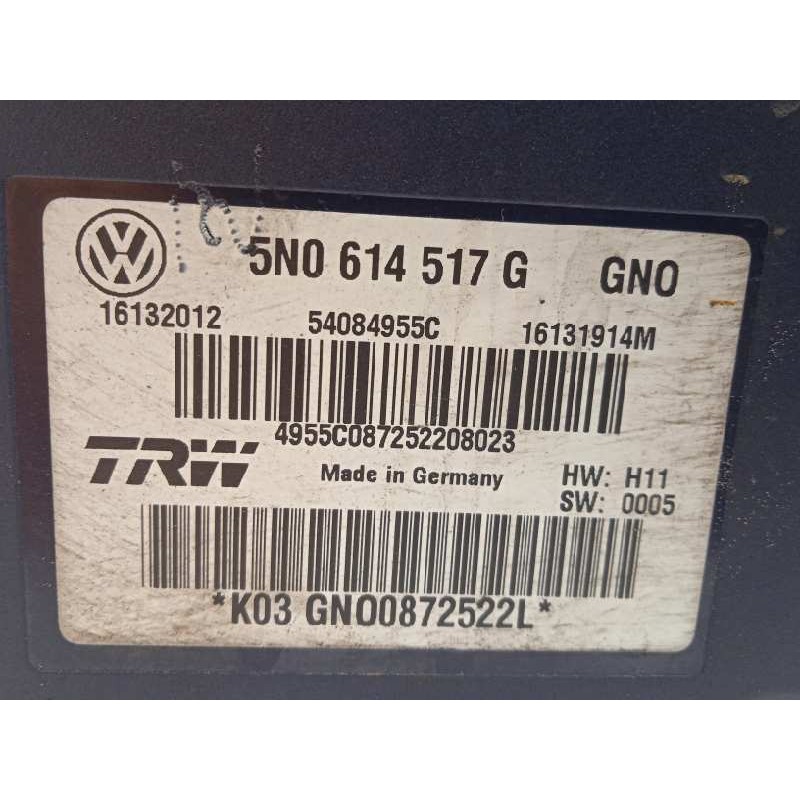 5N0 614 517 G GNO
16132012 54084955C 16131914M
4955C087252208023
TRW Made in Germany HW: H11
SW: 0005
*K03 GNO0872522L*